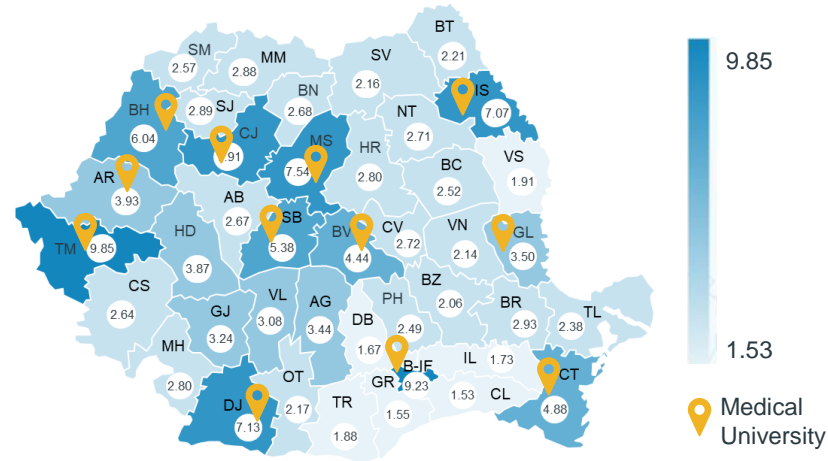 BT
2.21
SV
2.16
SM
2.57
MM
2.88
BN
2.68
SJ
2.89
BH
6.04
CJ
.91
MS
7.54
HR
2.80
NT
2.71
IS
7.07
VS
1.91
BC
2.52
AR
3.93
AB
2.67
SB
5.38
BV
4.44
CV
2.72
VN
2.14
GL
3.50
TM
9.85
HD
3.87
CS
2.64
GJ
3.24
VL
3.08
AG
3.44
DB
1.67
PH
2.49
BZ
2.06
BR
2.93
TL
2.38
MH
2.80
DJ
7.13
OT
2.17
TR
1.88
GR
1.55
B-IF
9.23
IL
1.73
CL
1.53
CT
4.88
9.85
1.53
Medical
University